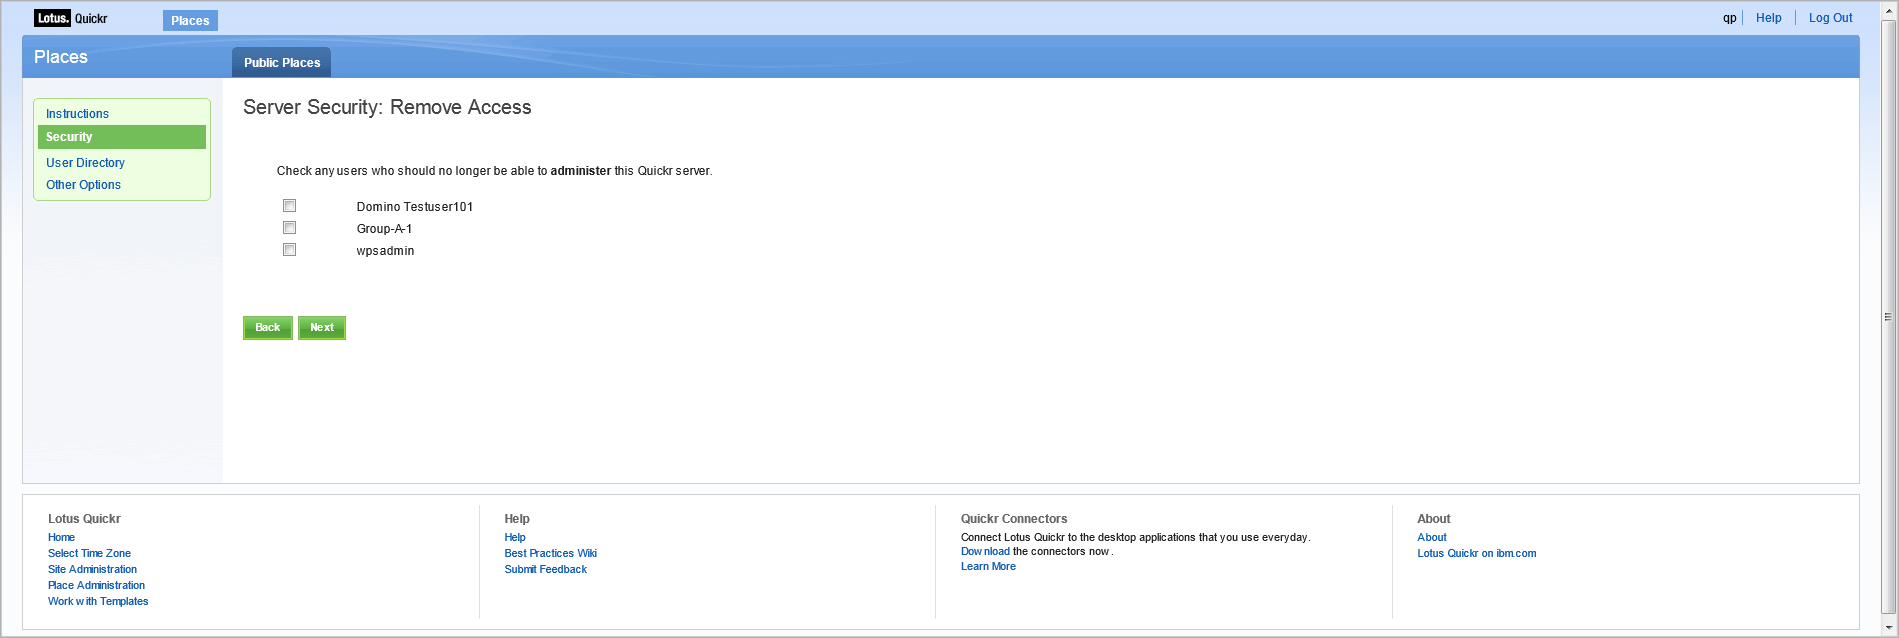 Lotus. Quickr
Places
qp
Help
Log Out
Places
Public Places
Instructions
Security
User Directory
Other Options
Server Security: Remove Access
Check any users who should no longer be able to administer this Quickr server.
Domino Testuser101
Group-A-1
wpsadmin
Back
Next
Lotus Quickr
Home
Select Time Zone
Site Administration
Place Administration
Work with Templates
Help
Help
Best Practices Wiki
Submit Feedback
Quickr Connectors
Connect Lotus Quickr to the desktop applications that you use everyday.
Download the connectors now.
Learn More
About
About
Lotus Quickr on ibm.com